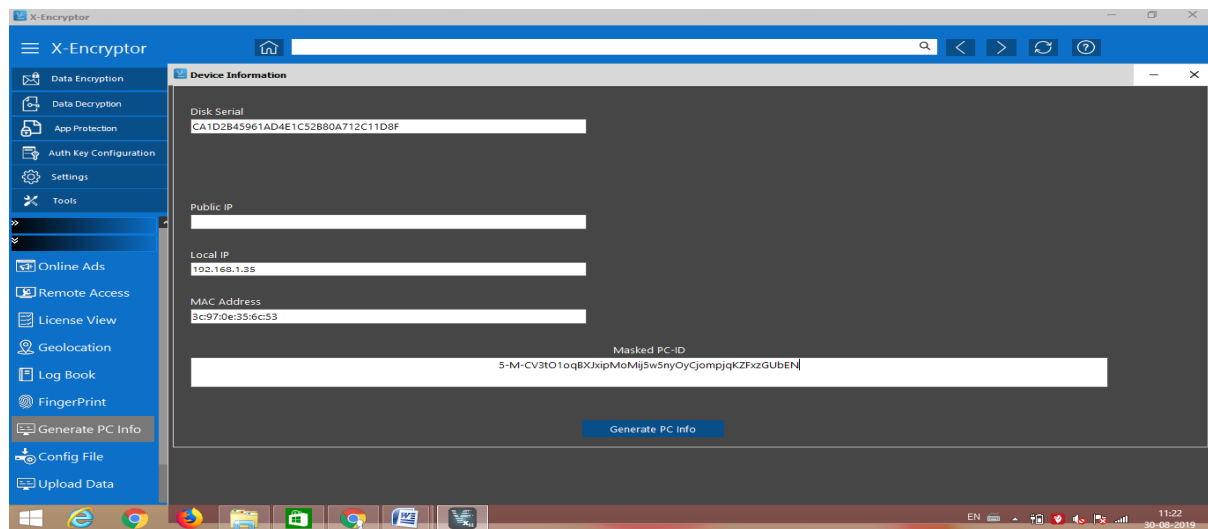 X-Encryptor
X-Encryptor
Data Encryption
Data Decryption
App Protection
Auth Key Configuration
Settings
Tools
Online Ads
Remote Access
License View
Geolocation
Log Book
FingerPrint
Generate PC Info
Config File
Upload Data
Device Information
Disk Serial
CA1D2B45961AD4E1C52B80A712C11D8F
Public IP
Local IP
192.168.1.35
MAC Address
3c:97:0e:35:6c:53
Masked PC-ID
5-M-CV3tO1oqBXJxipMoMij5w5nyOyCjompjqKZFxzGUbEN
Generate PC Info
EN
11:22
30-08-2019